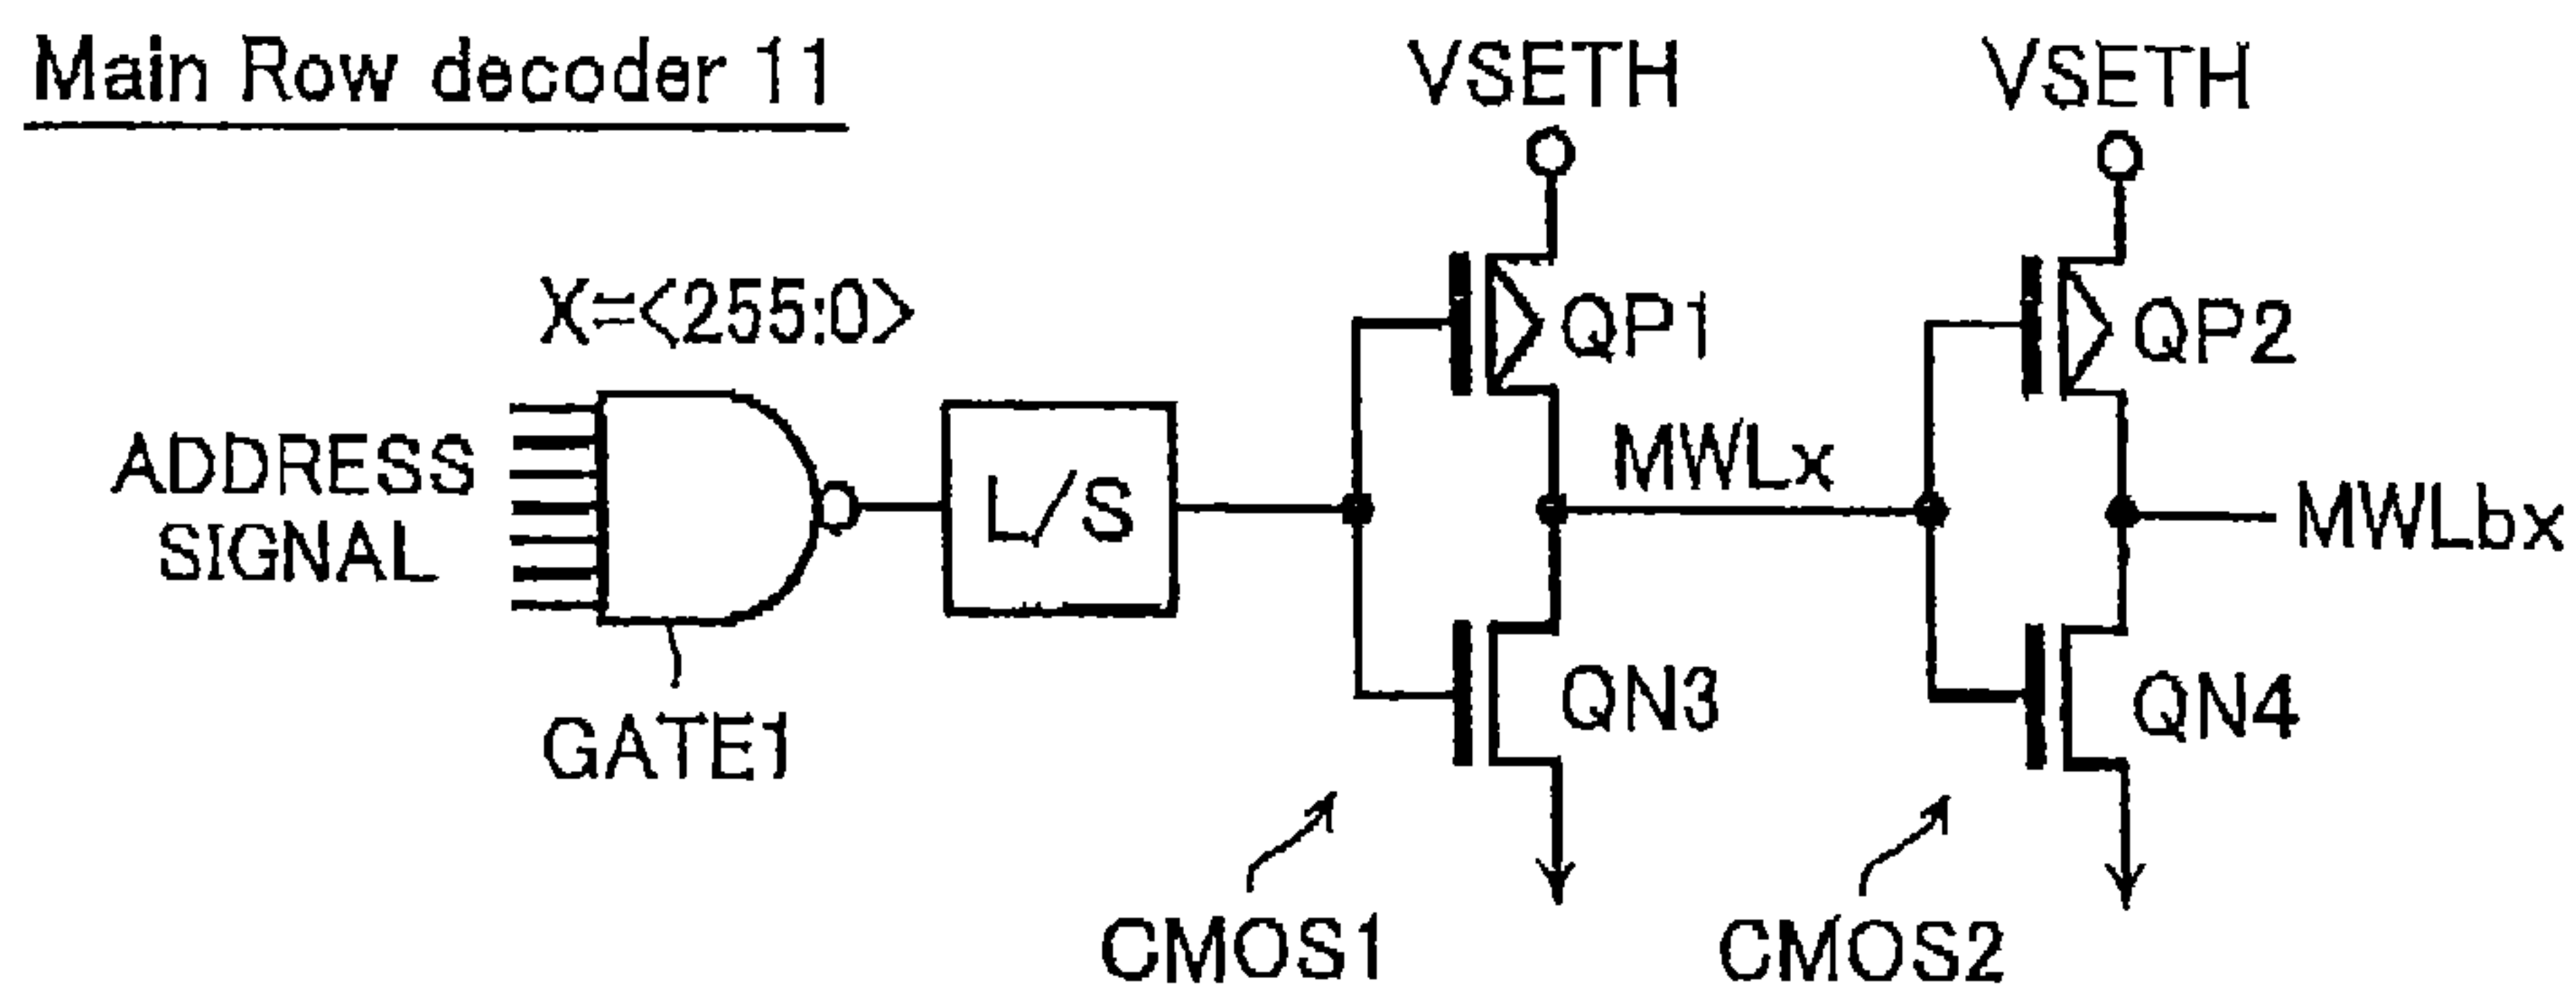 Main Row decoder 11
VSETH
VSETH
X=<255:0>
QP1
QP2
ADDRESS
SIGNAL
L/S
MWLx
MWLbx
GATE1
QN3
QN4
CMOS1
CMOS2